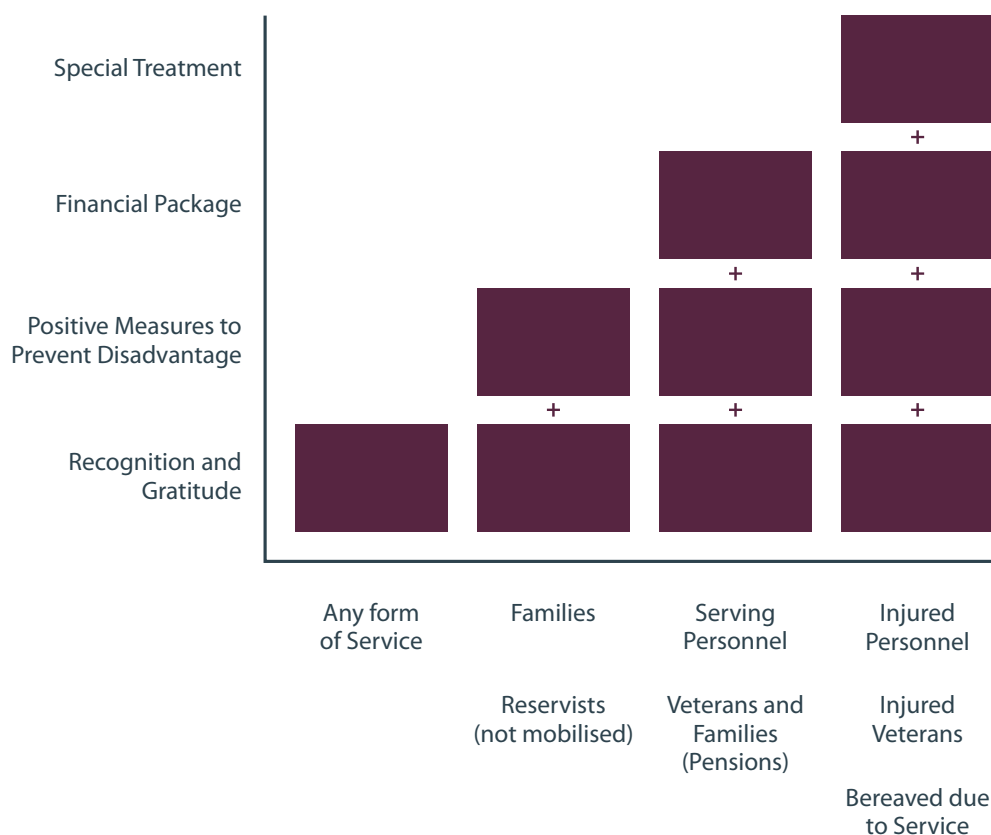 Special Treatment
+
Financial Package
+ +
Positive Measures to
Prevent Disadvantage
+ + +
Recognition and
Gratitude
Any form
of Service
Families
Serving
Personnel
Injured
Personnel
Reservists
(not mobilised)
Veterans and
Families
(Pensions)
Injured
Veterans
Bereaved due
to Service